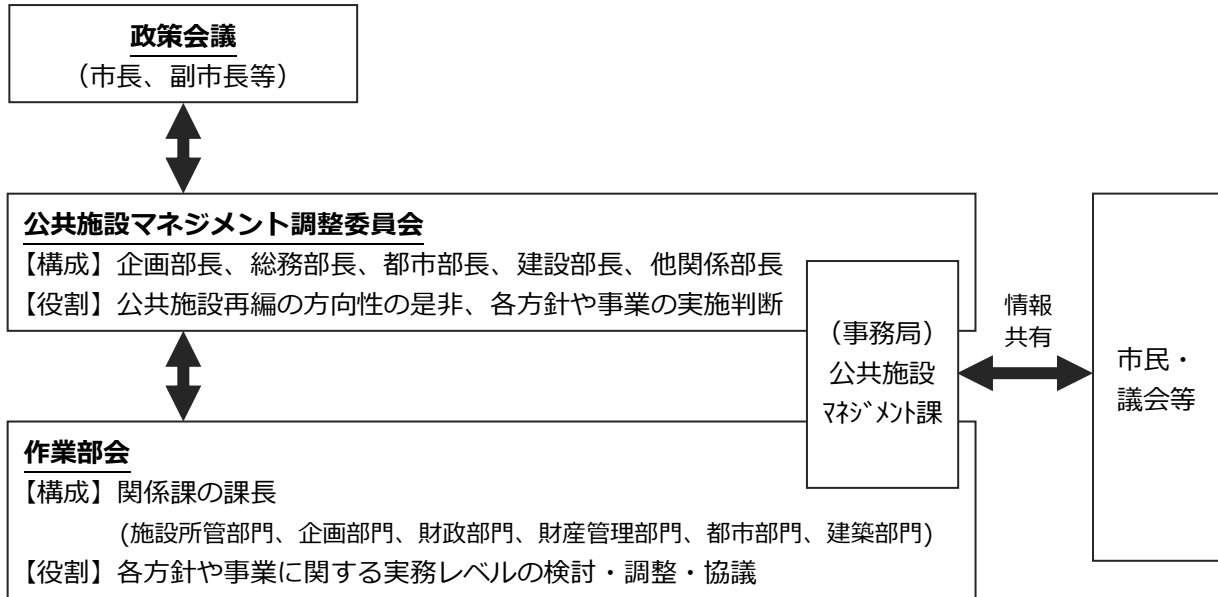 政策会議
（市長、副市長等）
公共施設マネジメント調整委員会
【構成】企画部長、総務部長、都市部長、建設部長、他関係部長
【役割】公共施設再編の方向性の是非、各方針や事業の実施判断
（事務局）
公共施設
ﾏﾈｼﾞﾒﾝﾄ課
情報
共有
市民・
議会等
作業部会
【構成】関係課の課長
(施設所管部門、企画部門、財政部門、財産管理部門、都市部門、建築部門)
【役割】各方針や事業に関する実務レベルの検討・調整・協議